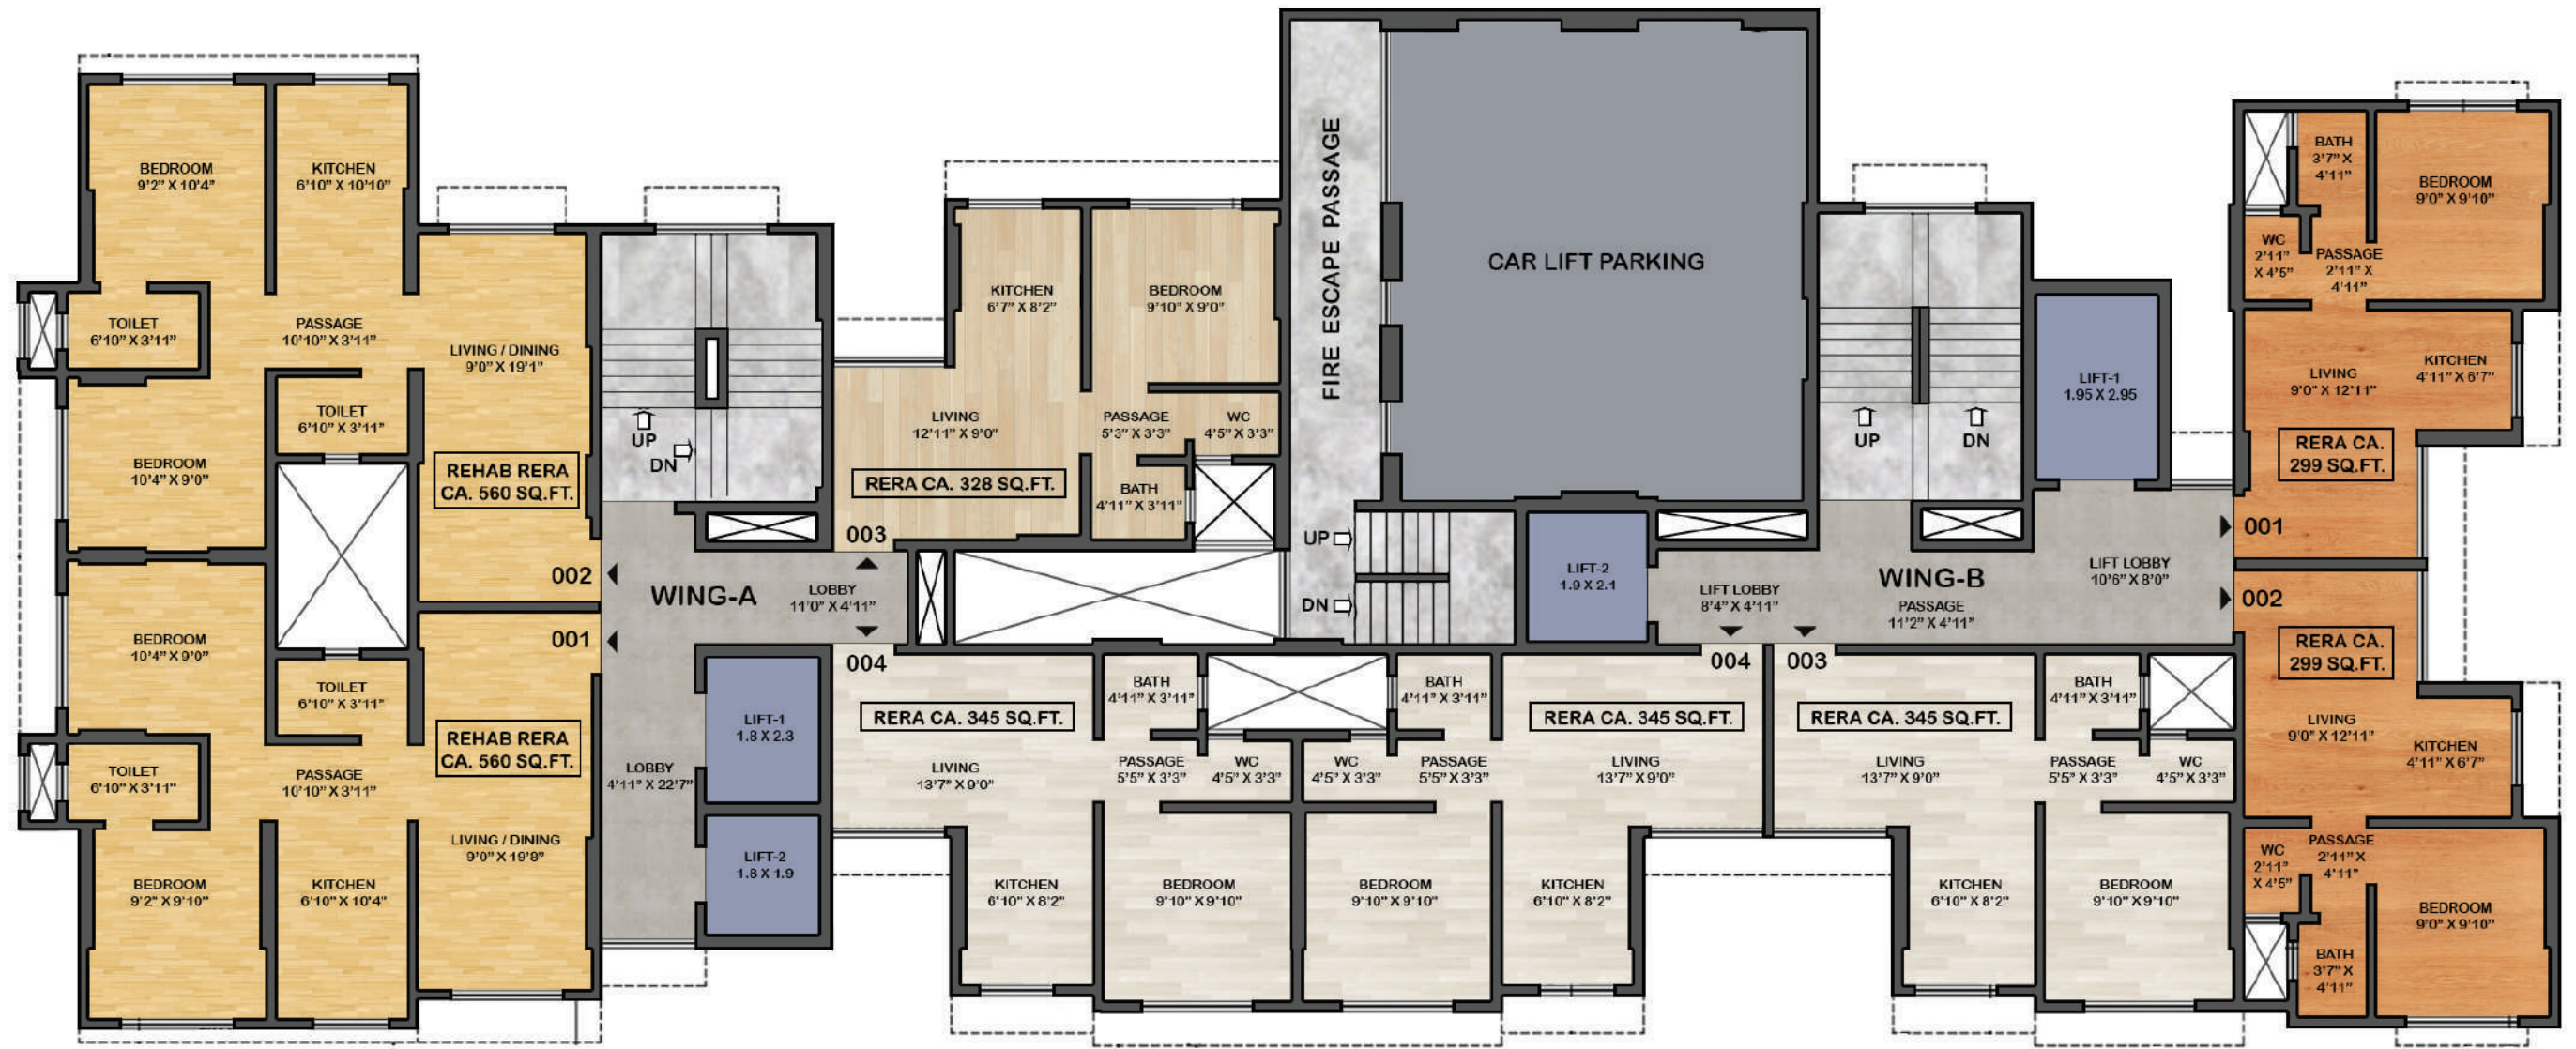 BEDROOM
9'2" X 10'4"
KITCHEN
6'10" X 10'10"
TOILET
6'10" X 3'11"
PASSAGE
10'10" X 3'11"
LIVING / DINING
9'0" X 19'1"
TOILET
6'10" X 3'11"
BEDROOM
10'4" X 9'0"
REHAB RERA
CA. 560 SQ.FT.
002
BEDROOM
10'4" X 9'0"
001
TOILET
6'10" X 3'11"
REHAB RERA
CA. 560 SQ.FT.
TOILET
6'10" X 3'11"
PASSAGE
10'10" X 3'11"
LIVING / DINING
9'0" X 19'8"
BEDROOM
9'2" X 9'10"
KITCHEN
6'10" X 10'4"
UP
DN
WING-A
LOBBY
11'0" X 4'11"
LOBBY
4'11" X 22'7"
LIFT-1
1.8 X 2.3
LIFT-2
1.8 X 1.9
KITCHEN
6'7" X 8'2"
BEDROOM
9'10" X 9'0"
LIVING
12'11" X 9'0"
PASSAGE
5'3" X 3'3"
WC
4'5" X 3'3"
RERA CA. 328 SQ.FT.
BATH
4'11" X 3'11"
003
004
RERA CA. 345 SQ.FT.
BATH
4'11" X 3'11"
LIVING
13'7" X 9'0"
PASSAGE
5'5" X 3'3"
WC
4'5" X 3'3"
KITCHEN
6'10" X 8'2"
BEDROOM
9'10" X 9'10"
FIRE ESCAPE PASSAGE
CAR LIFT PARKING
UP
DN
LIFT-2
1.9 X 2.1
LIFT LOBBY
8'4" X 4'11"
WING-B
PASSAGE
11'2" X 4'11"
LIFT LOBBY
10'6" X 8'0"
UP
DN
LIFT-1
1.95 X 2.95
BATH
4'11" X 3'11"
004
RERA CA. 345 SQ.FT.
WC
4'5" X 3'3"
PASSAGE
5'5" X 3'3"
LIVING
13'7" X 9'0"
BEDROOM
9'10" X 9'10"
KITCHEN
6'10" X 8'2"
003
RERA CA. 345 SQ.FT.
BATH
4'11" X 3'11"
LIVING
13'7" X 9'0"
PASSAGE
5'5" X 3'3"
WC
4'5" X 3'3"
KITCHEN
6'10" X 8'2"
BEDROOM
9'10" X 9'10"
BATH
3'7" X
4'11"
BEDROOM
9'0" X 9'10"
WC
2'11"
X 4'5"
PASSAGE
2'11" X
4'11"
LIVING
9'0" X 12'11"
KITCHEN
4'11" X 6'7"
RERA CA.
299 SQ.FT.
001
002
RERA CA.
299 SQ.FT.
LIVING
9'0" X 12'11"
KITCHEN
4'11" X 6'7"
WC
2'11"
X 4'5"
PASSAGE
2'11" X
4'11"
BEDROOM
9'0" X 9'10"
BATH
3'7" X
4'11"